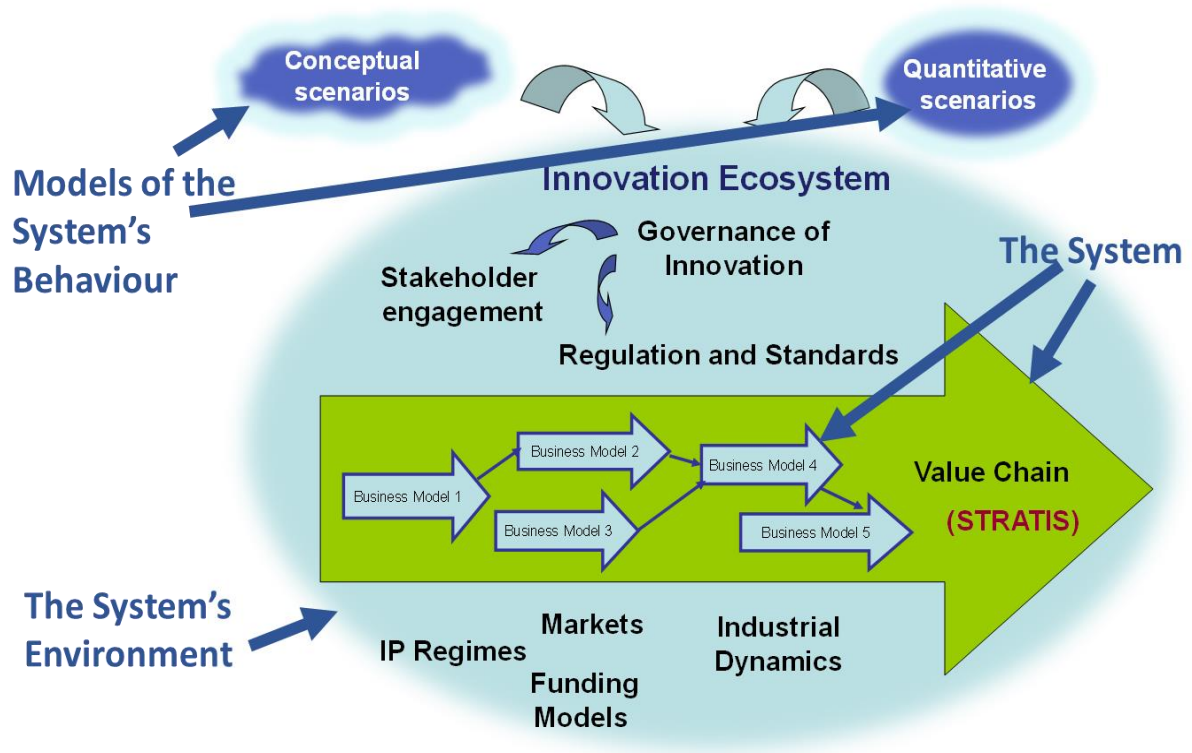 Conceptual
scenarios
Quantitative
scenarios
Models of the
System's
Behaviour
Innovation Ecosystem
Governance of
Innovation
Stakeholder
engagement
The System
Regulation and Standards
Business Model 1
Business Model 2
Business Model 3
Business Model 4
Business Model 5
Value Chain
(STRATIS)
The System's
Environment
IP Regimes
Markets
Funding
Models
Industrial
Dynamics